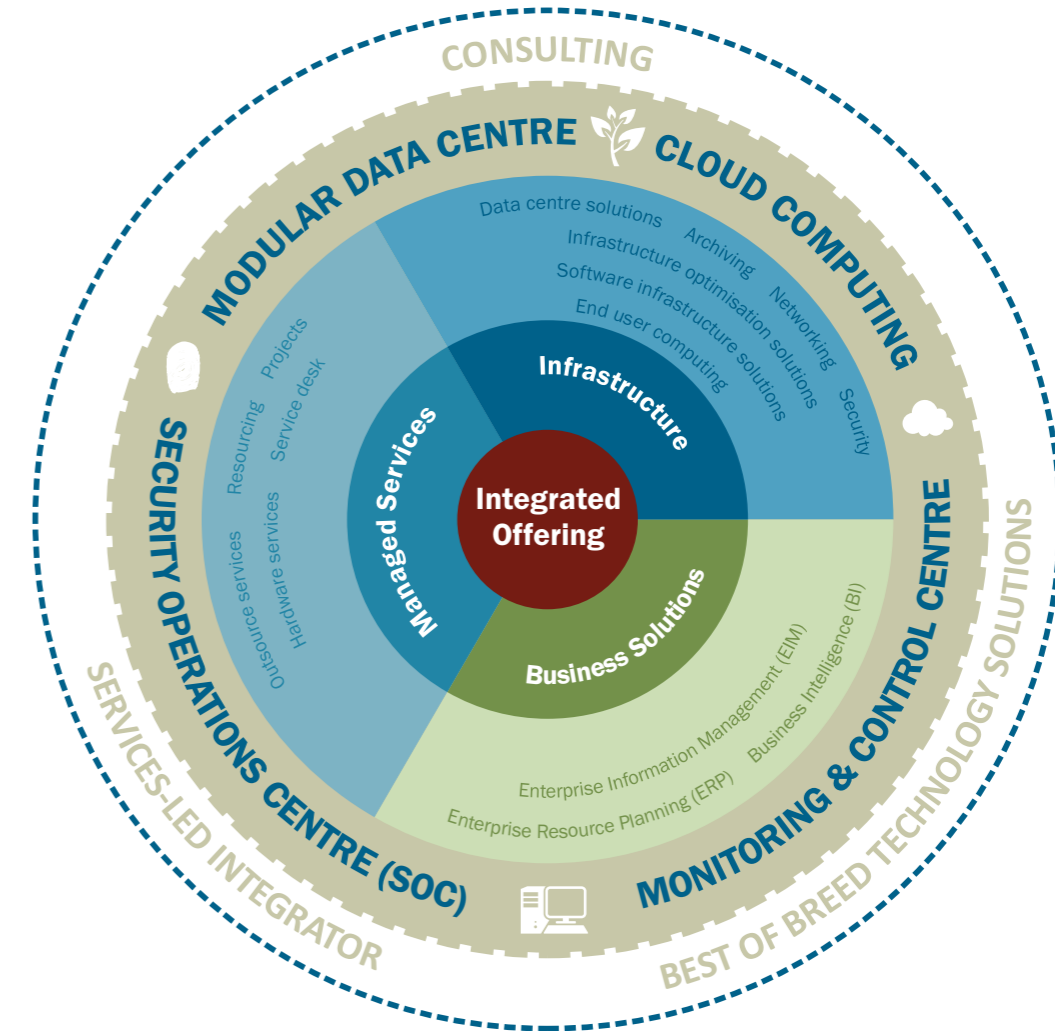 CONSULTING
MODULAR DATA CENTRE
CLOUD COMPUTING
Data centre solutions
Archiving
Networking
Security
Infrastructure optimisation solutions
Software infrastructure solutions
End user computing
Infrastructure
Projects
Service desk
Resourcing
Hardware services
Outsource services
Managed Services
Integrated
Offering
Business Solutions
Enterprise Information Management (EIM)
Business Intelligence (BI)
Enterprise Resource Planning (ERP)
SECURITY OPERATIONS CENTRE (SOC)
MONITORING & CONTROL CENTRE
SERVICES-LED INTEGRATOR
BEST OF BREED TECHNOLOGY SOLUTIONS